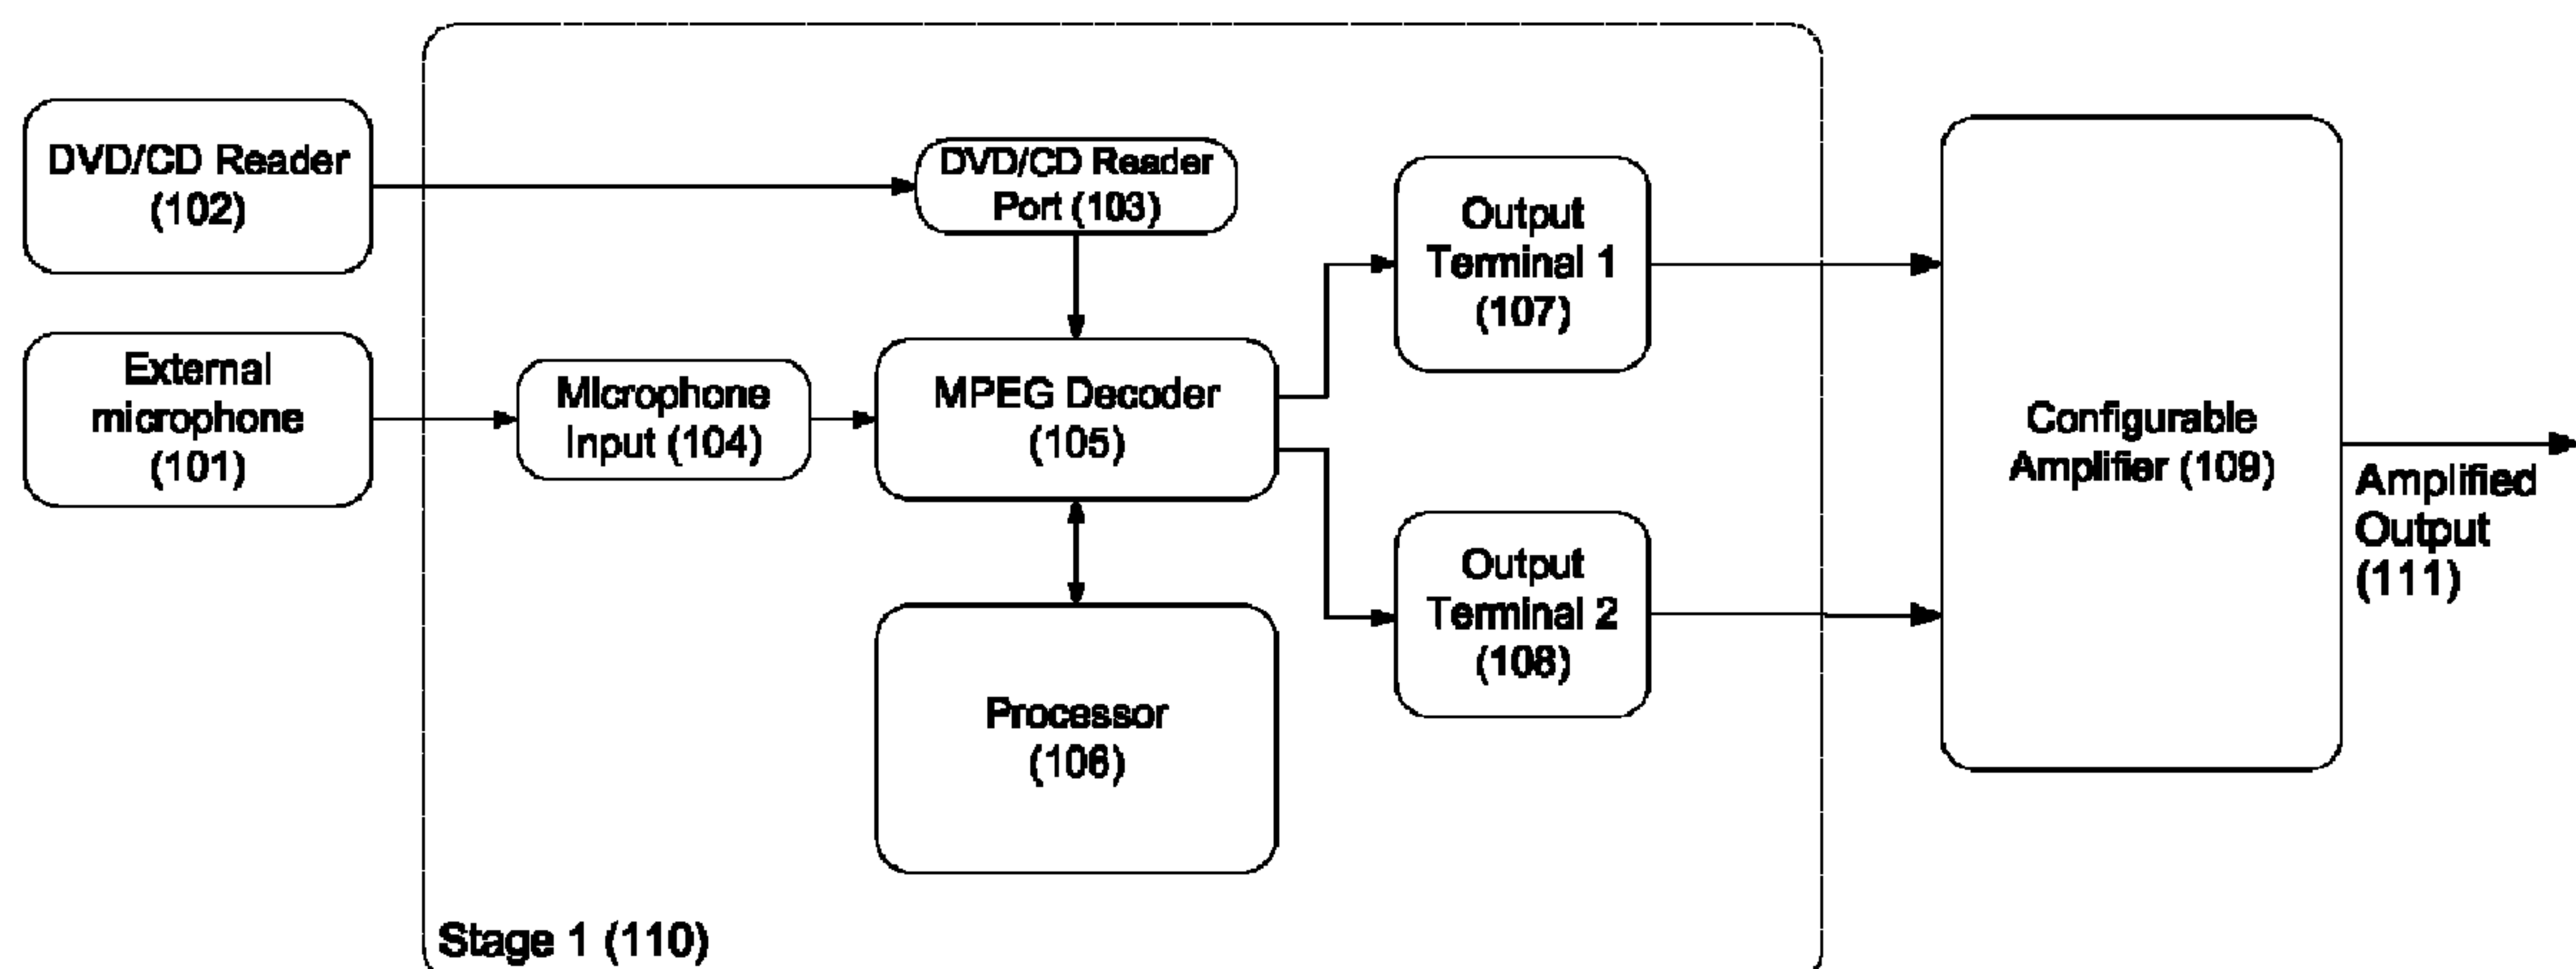 DVD/CD Reader
(102)
DVD/CD Reader
Port (103)
Output
Terminal 1
(107)
External
microphone
(101)
Microphone
Input (104)
MPEG Decoder
(105)
Configurable
Amplifier (109)
Amplified
Output
(111)
Output
Terminal 2
(108)
Processor
(106)
Stage 1 (110)